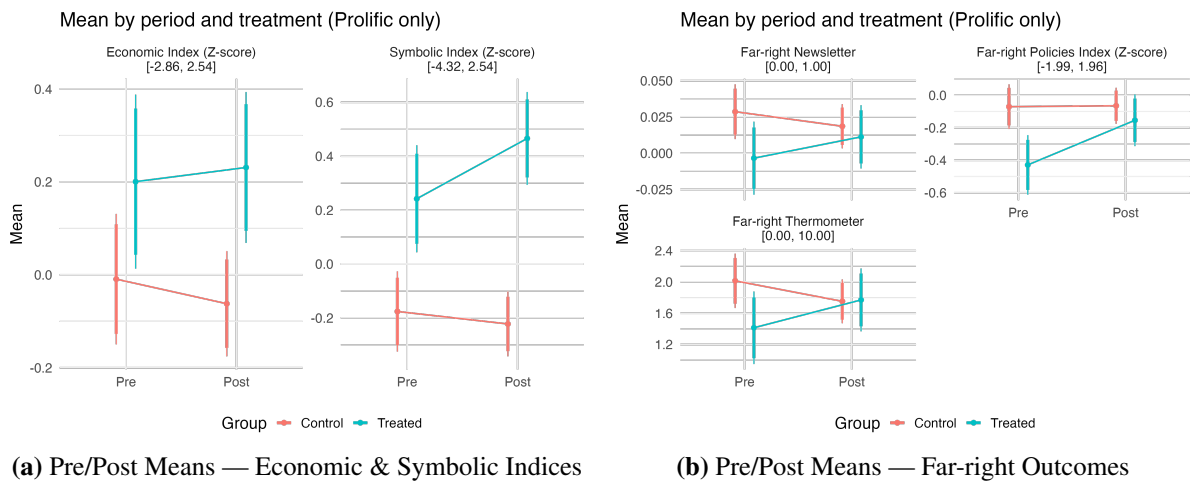 Mean by period and treatment (Prolific only)
Economic Index (Z-score)
[-2.86, 2.54]
Symbolic Index (Z-score)
[-4.32, 2.54]
Mean
0.4
0.2
0.0
-0.2
0.6
0.4
0.2
0.0
-0.2
Pre
Post
Pre
Post
Group
Control
Treated
(a) Pre/Post Means — Economic & Symbolic Indices
Mean by period and treatment (Prolific only)
Far-right Newsletter
[0.00, 1.00]
Far-right Policies Index (Z-score)
[-1.99, 1.96]
Mean
0.050
0.025
0.000
-0.025
0.0
-0.2
-0.4
-0.6
Pre
Post
Far-right Thermometer
[0.00, 10.00]
2.4
2.0
1.6
1.2
Pre
Post
Group
Control
Treated
(b) Pre/Post Means — Far-right Outcomes